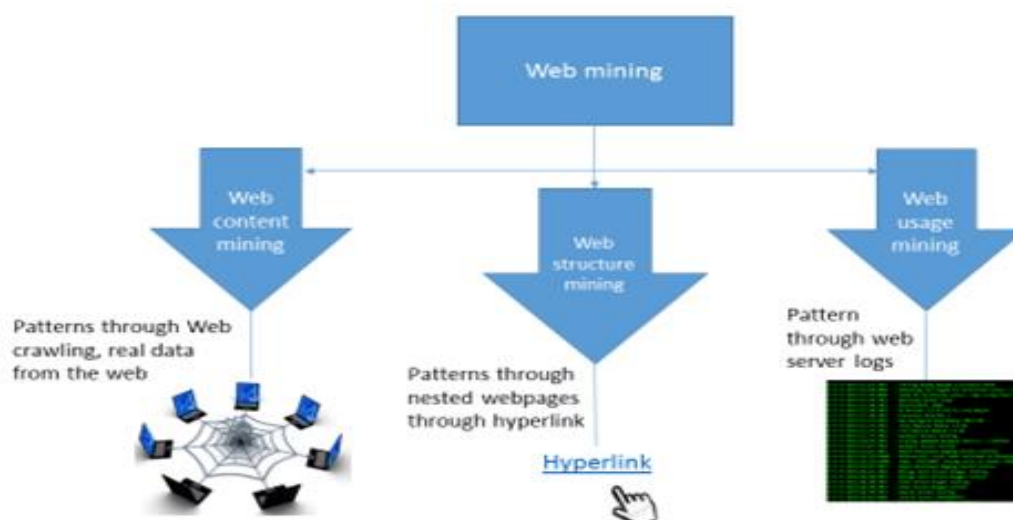 Web mining
Web
content
mining
Web
structure
mining
Web
usage
mining
Patterns through Web
crawling, real data
from the web
Patterns through
nested webpages
through hyperlink
Hyperlink
Pattern
through web
server logs